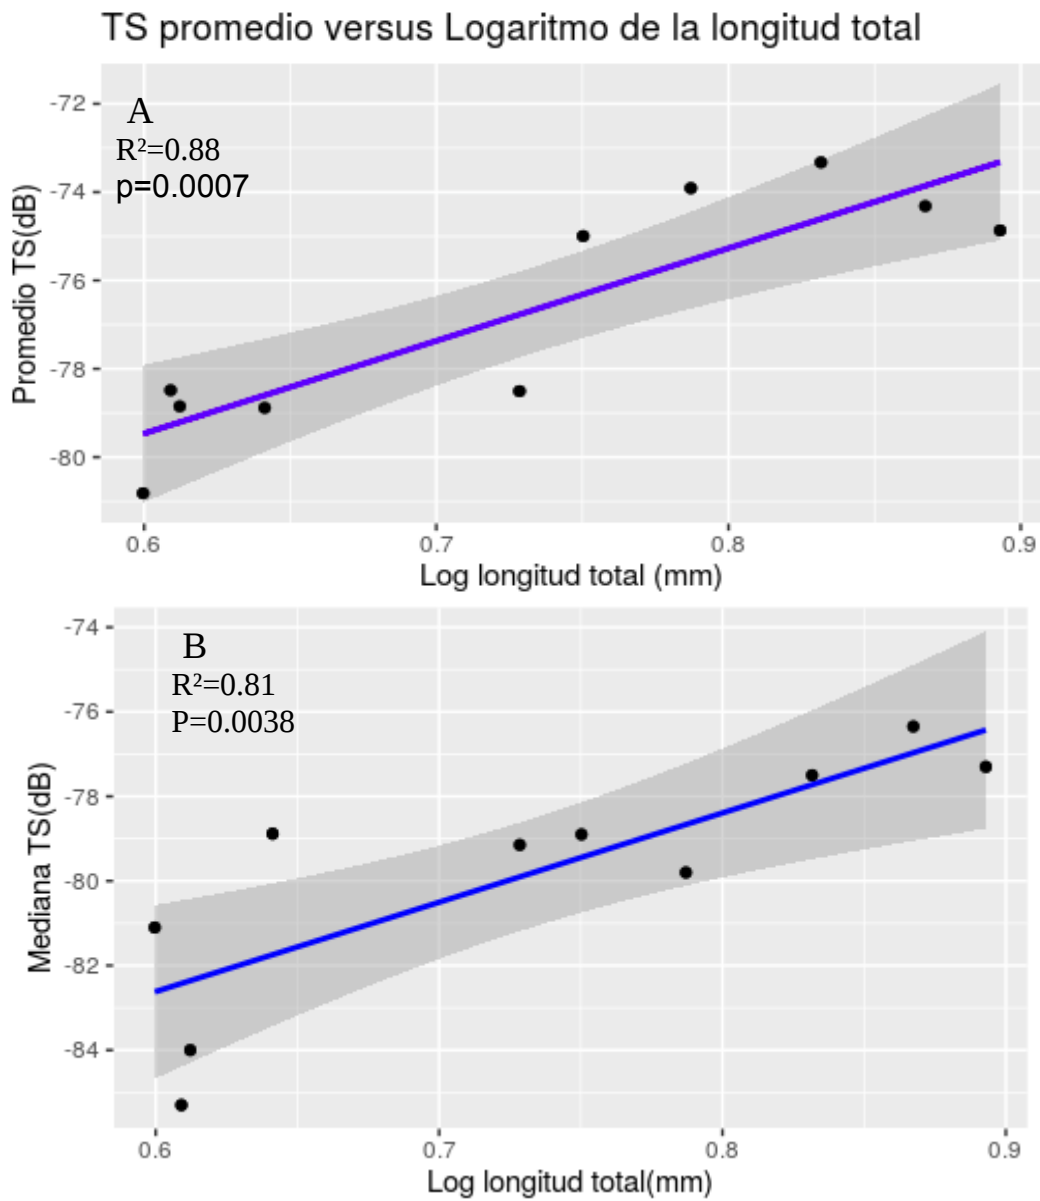 TS promedio versus Logaritmo de la longitud total
A
R²=0.88
p=0.0007
Promedio TS(dB)
-72
-74
-76
-78
-80
0.6 0.7 0.8 0.9
Log longitud total (mm)
B
R²=0.81
P=0.0038
Mediana TS(dB)
-74
-76
-78
-80
-82
-84
0.6 0.7 0.8 0.9
Log longitud total(mm)